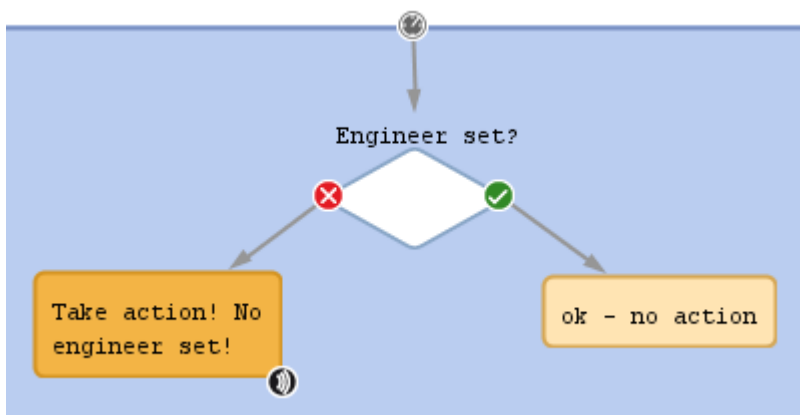 Engineer set?
Take action! No
engineer set!
ok - no action